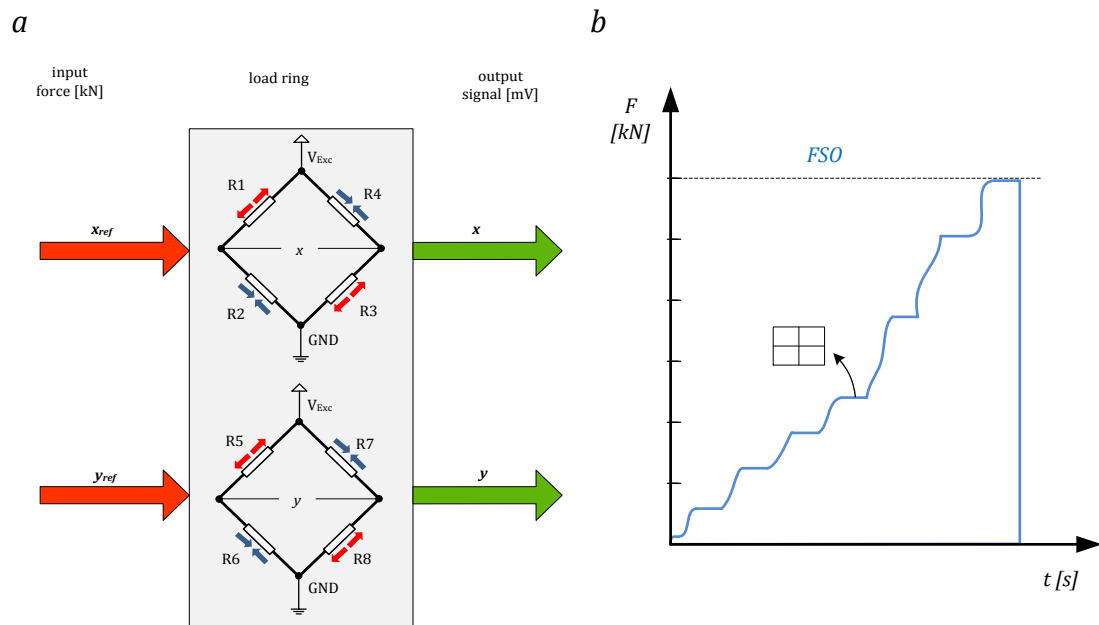 a
input
force [kN]
load ring
output
signal [mV]
VExc
R1
R4
xref
x
x
R2
R3
GND
VExc
R5
R7
yref
y
y
R6
R8
GND
b
F
[kN]
FSO
t [s]